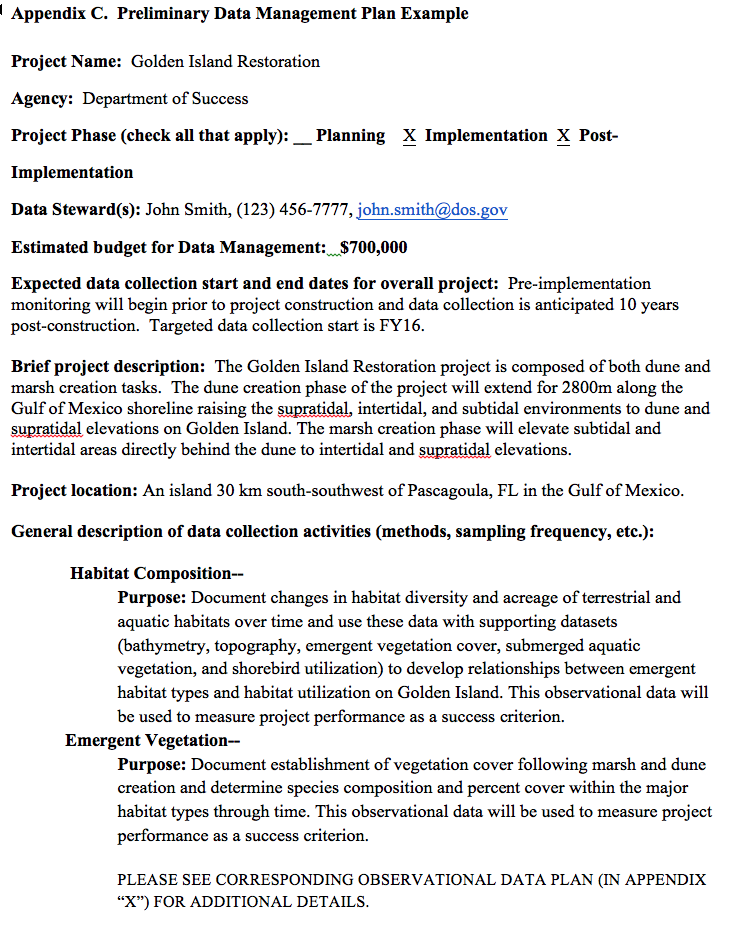 Appendix C.  Preliminary Data Management Plan Example
Project Name:  Golden Island Restoration
Agency:  Department of Success
Project Phase (check all that apply): __ Planning   X Implementation  X Post-
Implementation
Data Steward(s): John Smith, (123) 456-7777, john.smith@dos.gov
Estimated budget for Data Management:  $700,000
Expected data collection start and end dates for overall project:  Pre-implementation
monitoring will begin prior to project construction and data collection is anticipated 10 years
post-construction.  Targeted data collection start is FY16.
Brief project description:  The Golden Island Restoration project is composed of both dune and
marsh creation tasks.  The dune creation phase of the project will extend for 2800m along the
Gulf of Mexico shoreline raising the supratidal, intertidal, and subtidal environments to dune and
supratidal elevations on Golden Island. The marsh creation phase will elevate subtidal and
intertidal areas directly behind the dune to intertidal and supratidal elevations.
Project location: An island 30 km south-southwest of Pascagoula, FL in the Gulf of Mexico.
General description of data collection activities (methods, sampling frequency, etc.):
Habitat Composition--
Purpose: Document changes in habitat diversity and acreage of terrestrial and
aquatic habitats over time and use these data with supporting datasets
(bathymetry, topography, emergent vegetation cover, submerged aquatic
vegetation, and shorebird utilization) to develop relationships between emergent
habitat types and habitat utilization on Golden Island. This observational data will
be used to measure project performance as a success criterion.
Emergent Vegetation--
Purpose: Document establishment of vegetation cover following marsh and dune
creation and determine species composition and percent cover within the major
habitat types through time. This observational data will be used to measure project
performance as a success criterion.
PLEASE SEE CORRESPONDING OBSERVATIONAL DATA PLAN (IN APPENDIX
“X”) FOR ADDITIONAL DETAILS.